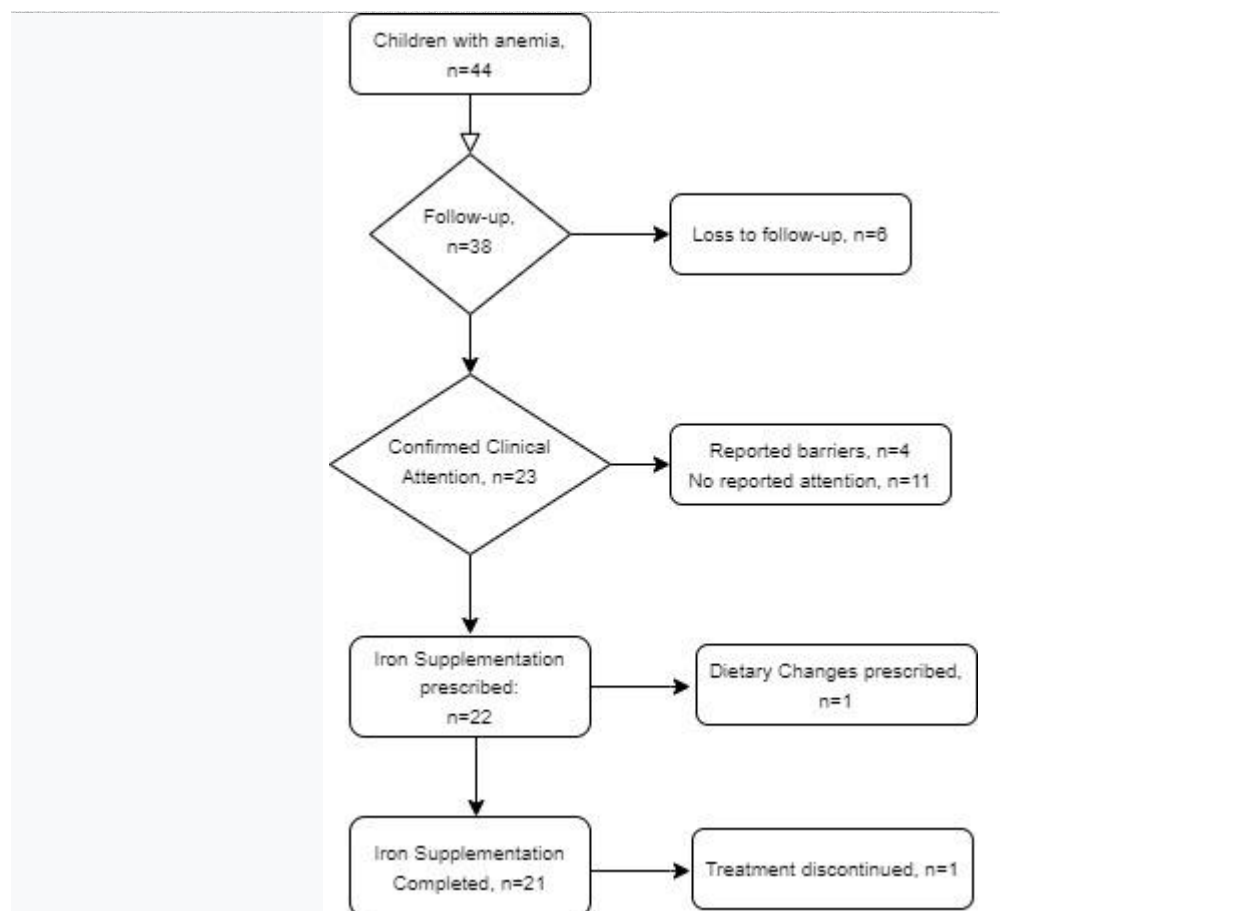 Children with anemia,
n=44
Follow-up,
n=38
Loss to follow-up, n=6
Confirmed Clinical
Attention, n=23
Reported barriers, n=4
No reported attention, n=11
Iron Supplementation
prescribed:
n=22
Dietary Changes prescribed,
n=1
Iron Supplementation
Completed, n=21
Treatment discontinued, n=1